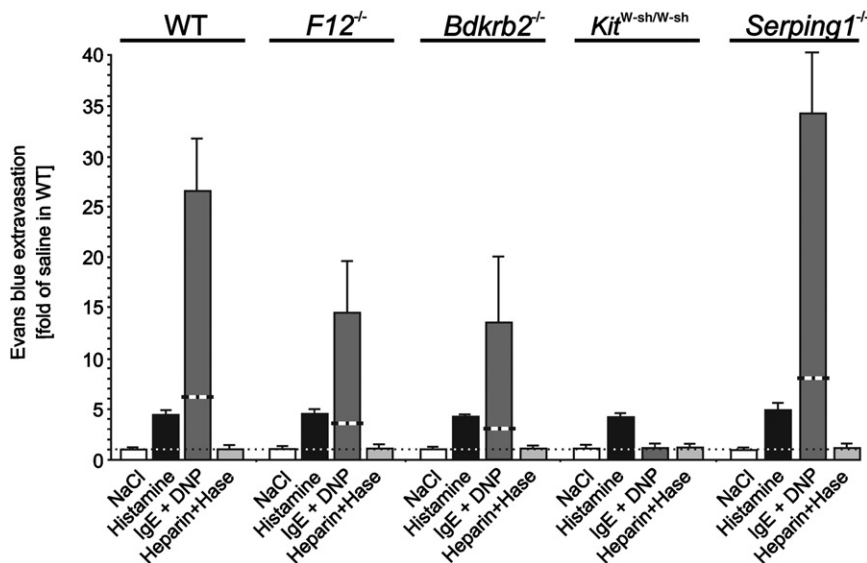 WT F12-/- Bdkrb2-/- KitW-sh/W-sh Serping1-/-
Evans blue extravasation
[fold of saline in WT]
40
35
30
25
20
15
10
5
0
NaCl Histamine IgE + DNP Heparin+Hase NaCl Histamine IgE + DNP Heparin+Hase NaCl Histamine IgE + DNP Heparin+Hase NaCl Histamine IgE + DNP Heparin+Hase NaCl Histamine IgE + DNP Heparin+Hase